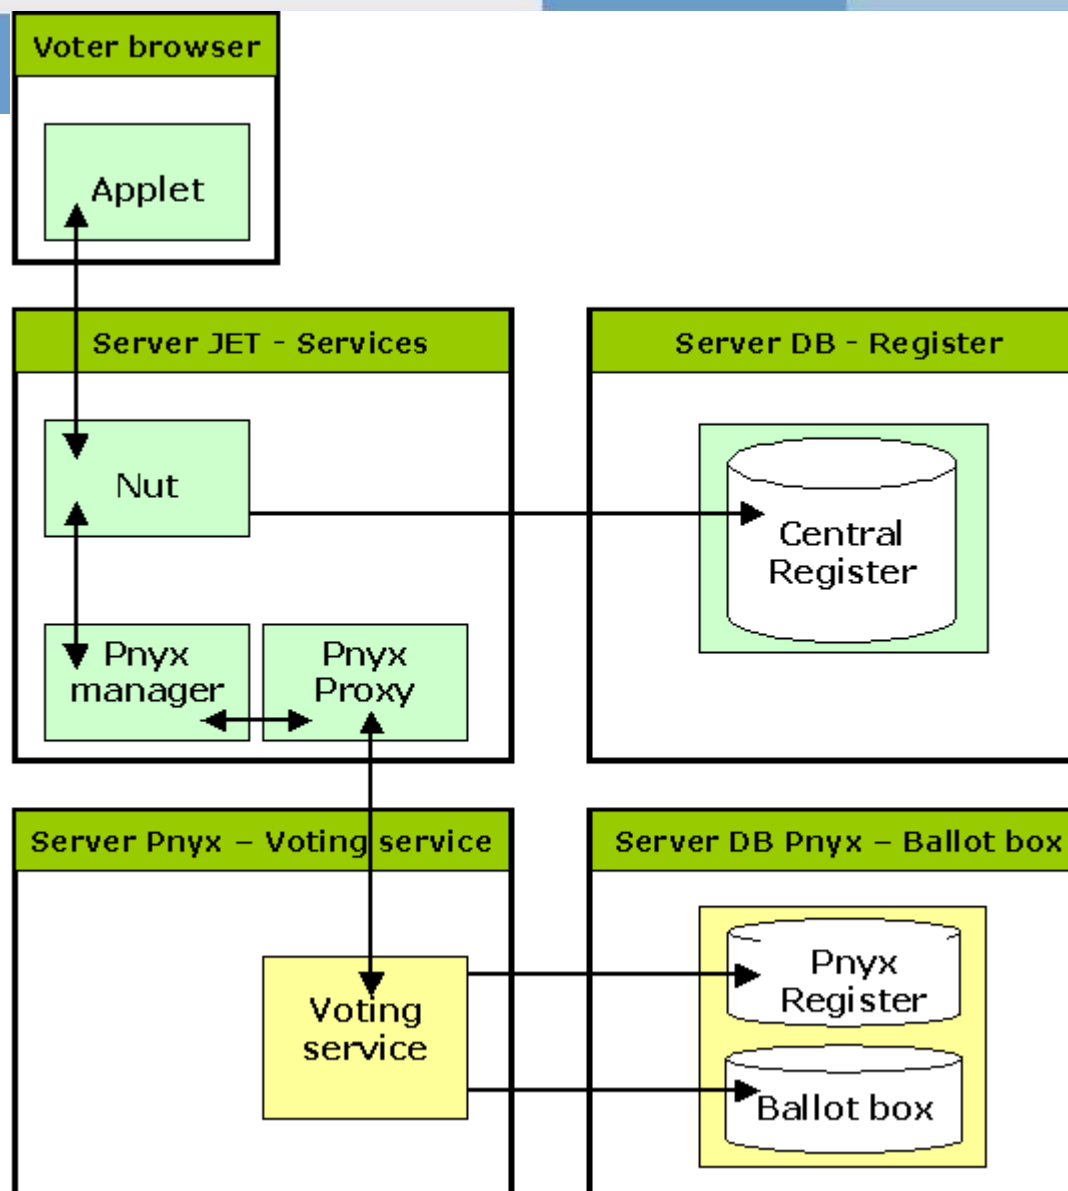 Voter browser
Applet
Server JET - Services
Server DB - Register
Nut
Central
Register
Pnyx
manager
Pnyx
Proxy
Server Pnyx – Voting service
Server DB Pnyx – Ballot box
Voting
service
Pnyx
Register
Ballot box